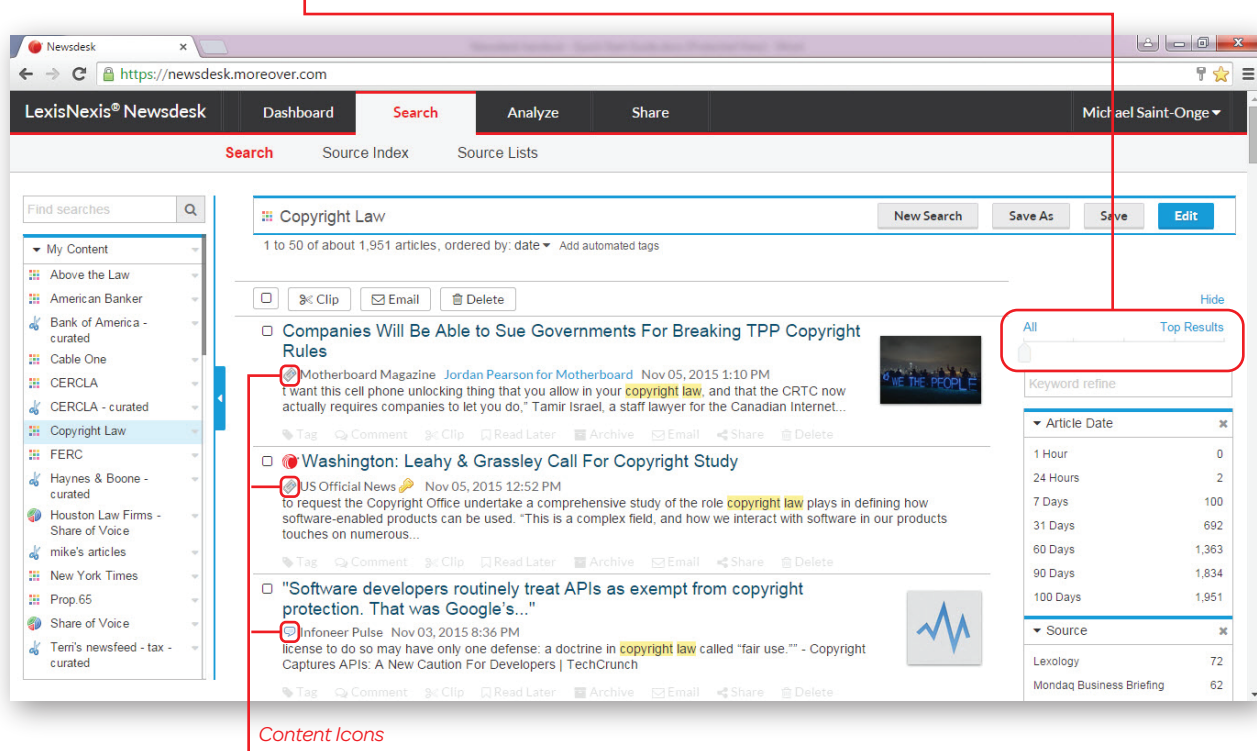 Newsdesk
https://newsdesk.moreover.com
LexisNexis® Newsdesk
Dashboard
Search
Analyze
Share
Michael Saint-Onge
Search
Source Index
Source Lists
Find searches
My Content
Above the Law
American Banker
Bank of America -
curated
Cable One
CERCLA
CERCLA - curated
Copyright Law
FERC
Haynes & Boone -
curated
Houston Law Firms -
Share of Voice
mike's articles
New York Times
Prop.65
Share of Voice
Terri's newsfeed - tax -
curated
Copyright Law
New Search
Save As
Save
Edit
1 to 50 of about 1,951 articles, ordered by: date Add automated tags
Clip
Email
Delete
Companies Will Be Able to Sue Governments For Breaking TPP Copyright
Rules
Motherboard Magazine Jordan Pearson for Motherboard Nov 05, 2015 1:10 PM
t want this cell phone unlocking thing that you allow in your copyright law, and that the CRTC now
actually requires companies to let you do," Tamir Israel, a staff lawyer for the Canadian Internet...
WE THE PEOPLE
Tag Comment Clip Read Later Archive Email Share Delete
Washington: Leahy & Grassley Call For Copyright Study
US Official News Nov 05, 2015 12:52 PM
to request the Copyright Office undertake a comprehensive study of the role copyright law plays in defining how
software-enabled products can be used. "This is a complex field, and how we interact with software in our products
touches on numerous...
Tag Comment Clip Read Later Archive Email Share Delete
"Software developers routinely treat APIs as exempt from copyright
protection. That was Google's..."
Infoneer Pulse Nov 03, 2015 8:36 PM
license to do so may have only one defense: a doctrine in copyright law called "fair use."" - Copyright
Captures APIs: A New Caution For Developers | TechCrunch
Tag Comment Clip Read Later Archive Email Share Delete
Hide
All
Top Results
Keyword refine
Article Date
1 Hour 0
24 Hours 2
7 Days 100
31 Days 692
60 Days 1,363
90 Days 1,834
100 Days 1,951
Source
Lexology 72
Mondaq Business Briefing 62
Content Icons